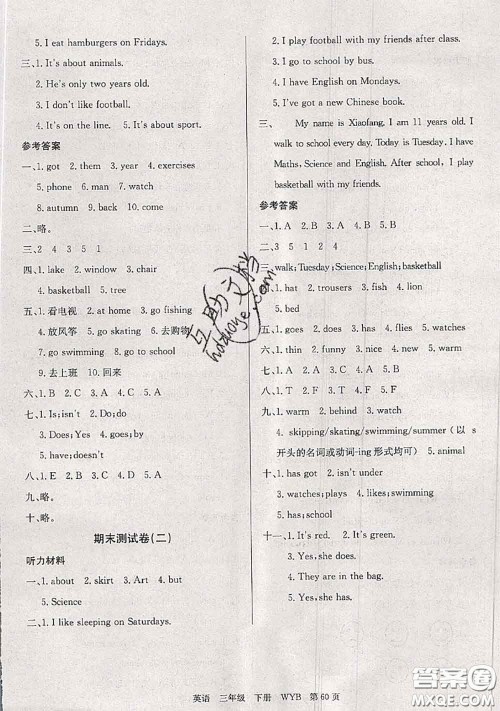 5. I eat hamburgers on Fridays.
三、1. It's about animals.
2. He's only two years old.
3. I don't like football.
4. It's on the line.  5. It's about sport.
参考答案
一、1. got  2. them  3. year  4. exercises
5. phone  6. man  7. watch
8. autumn  9. back  10. come
二、略。
三、2  4  3  5  1
四、1. lake  2. window  3. chair
4. basketball  5. tree
五、1. 看电视  2. at home  3. go fishing
4. 放风筝  5. go skating  6. 去购物
7. go swimming  8. go to school
9. 去上班  10. 回来
六、1. B  2. C  3. A  4. C  5. A
七、1. Is;isn't  2. Do;do
3. Does;Yes  4. goes;by
5. have;doesn't
八、1. C  2. D  3. A  4. B  5. E
九、略。
十、略。
期末测试卷(二)
听力材料
一、1. about  2. skirt  3. Art  4. but
5. Science
二、1. I like sleeping on Saturdays.
2. I play football with my friends after class.
3. I go to school by bus.
4. I have English on Mondays.
5. I've got a new Chinese book.
三、 My name is Xiaofang. I am 11 years old. I
walk to school every day. Today is Tuesday. I have
Maths, Science and English. After school, I play
basketball with my friends.
参考答案
一、1. A  2. B  3. A  4. B  5. B
二、3  5  1  2  4
三、walk;Tuesday;Science;English;basketball
四、1. hat  2. trousers  3. fish  4. lion
5. bed
五、1. does  2. has  3. goes  4. flies
六、1. thin  2. funny  3. new  4. this
七、1. B  2. B  3. C  4. C  5. A
八、1. D  2. A  3. E  4. C  5. B
九、1. warm  2. behind  3. watch
4. skipping/skating/swimming/summer(以 s
开头的名词或动词-ing 形式均可)  5. animal
十、1. has got  2. isn't under
3. watches;plays  4. likes;swimming
5. wasn't;was
十一、1. It's red.  2. It's green.
3. Yes,she does.
4. They are in the bag.
5. Yes,she has.
互助文档
hzdaoye.com
英语  三年级  下册  WYB  第 60 页
答案圈
MXQE.COM